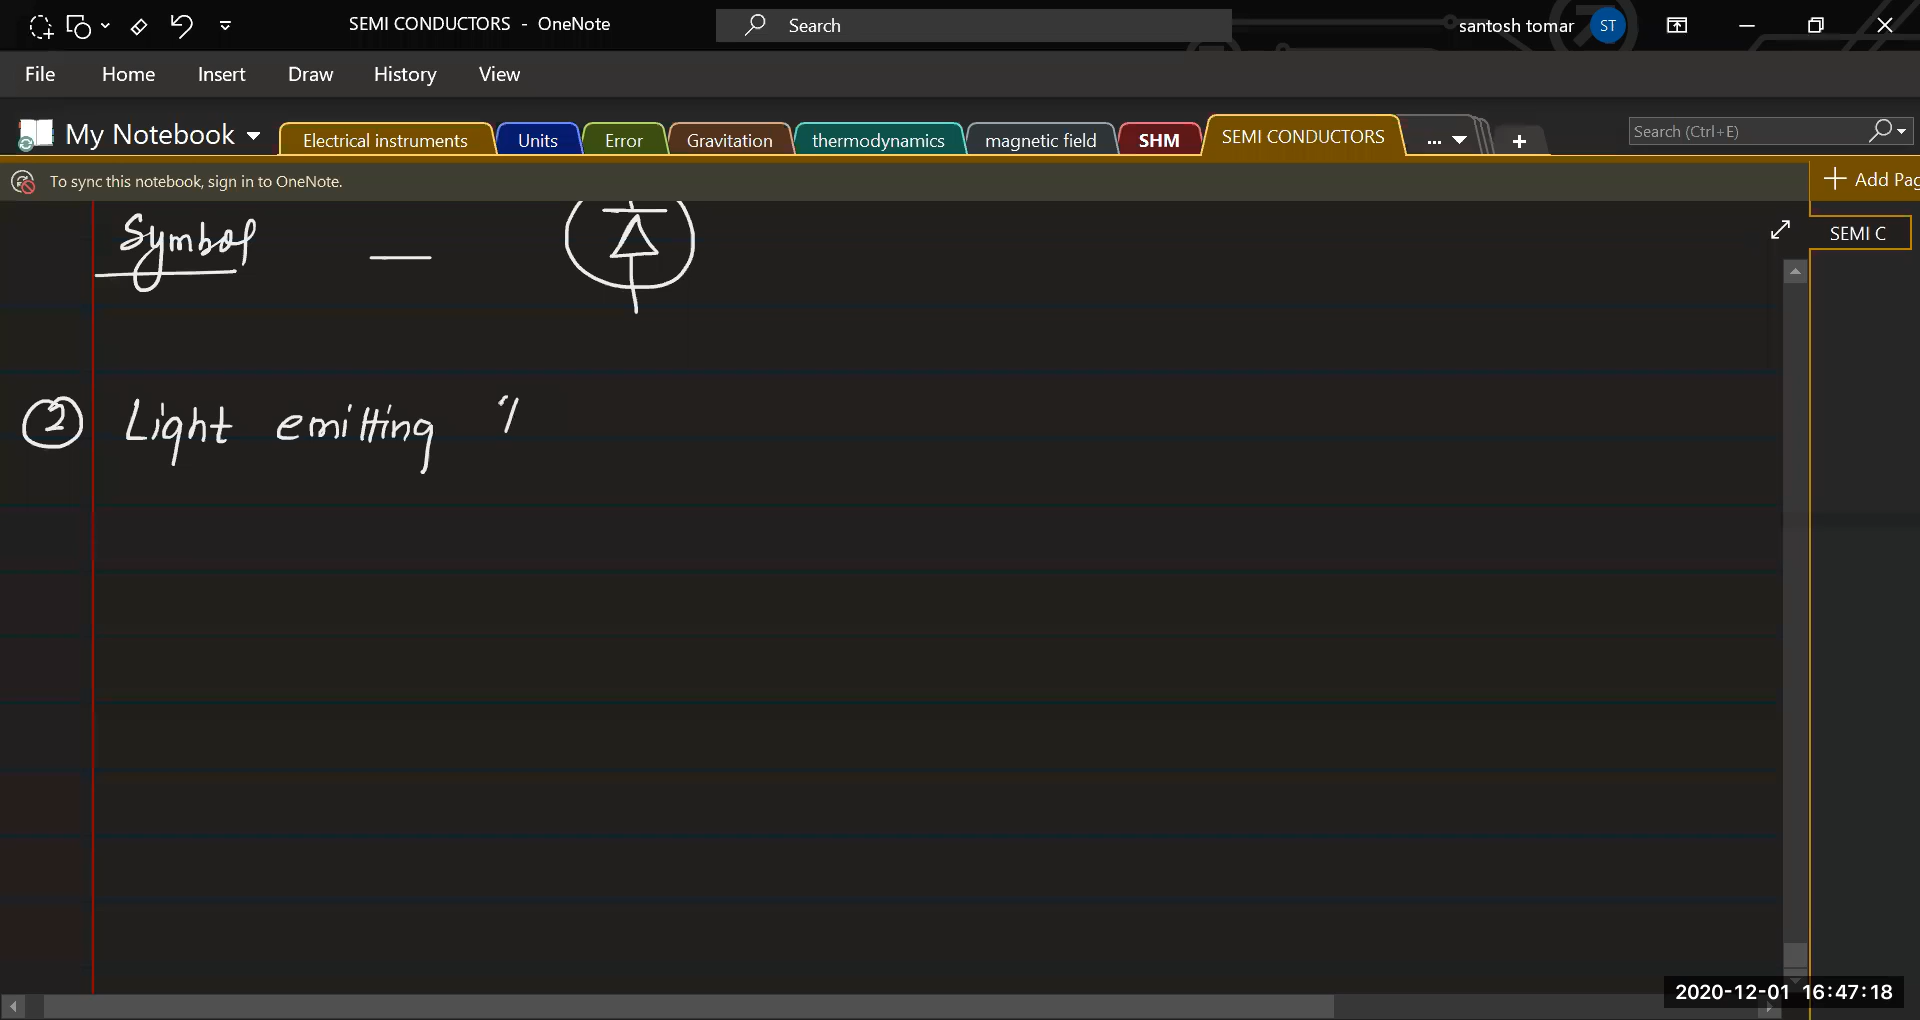 SEMI CONDUCTORS - OneNote
Search
santosh tomar
ST
File Home Insert Draw History View
My Notebook
Electrical instruments
Units
Error
Gravitation
thermodynamics
magnetic field
SHM
SEMI CONDUCTORS
...
+
Search (Ctrl+E)
To sync this notebook, sign in to OneNote.
+ Add Pag
SEMI C
Symbol —
② Light emitting
2020-12-01 16:47:18